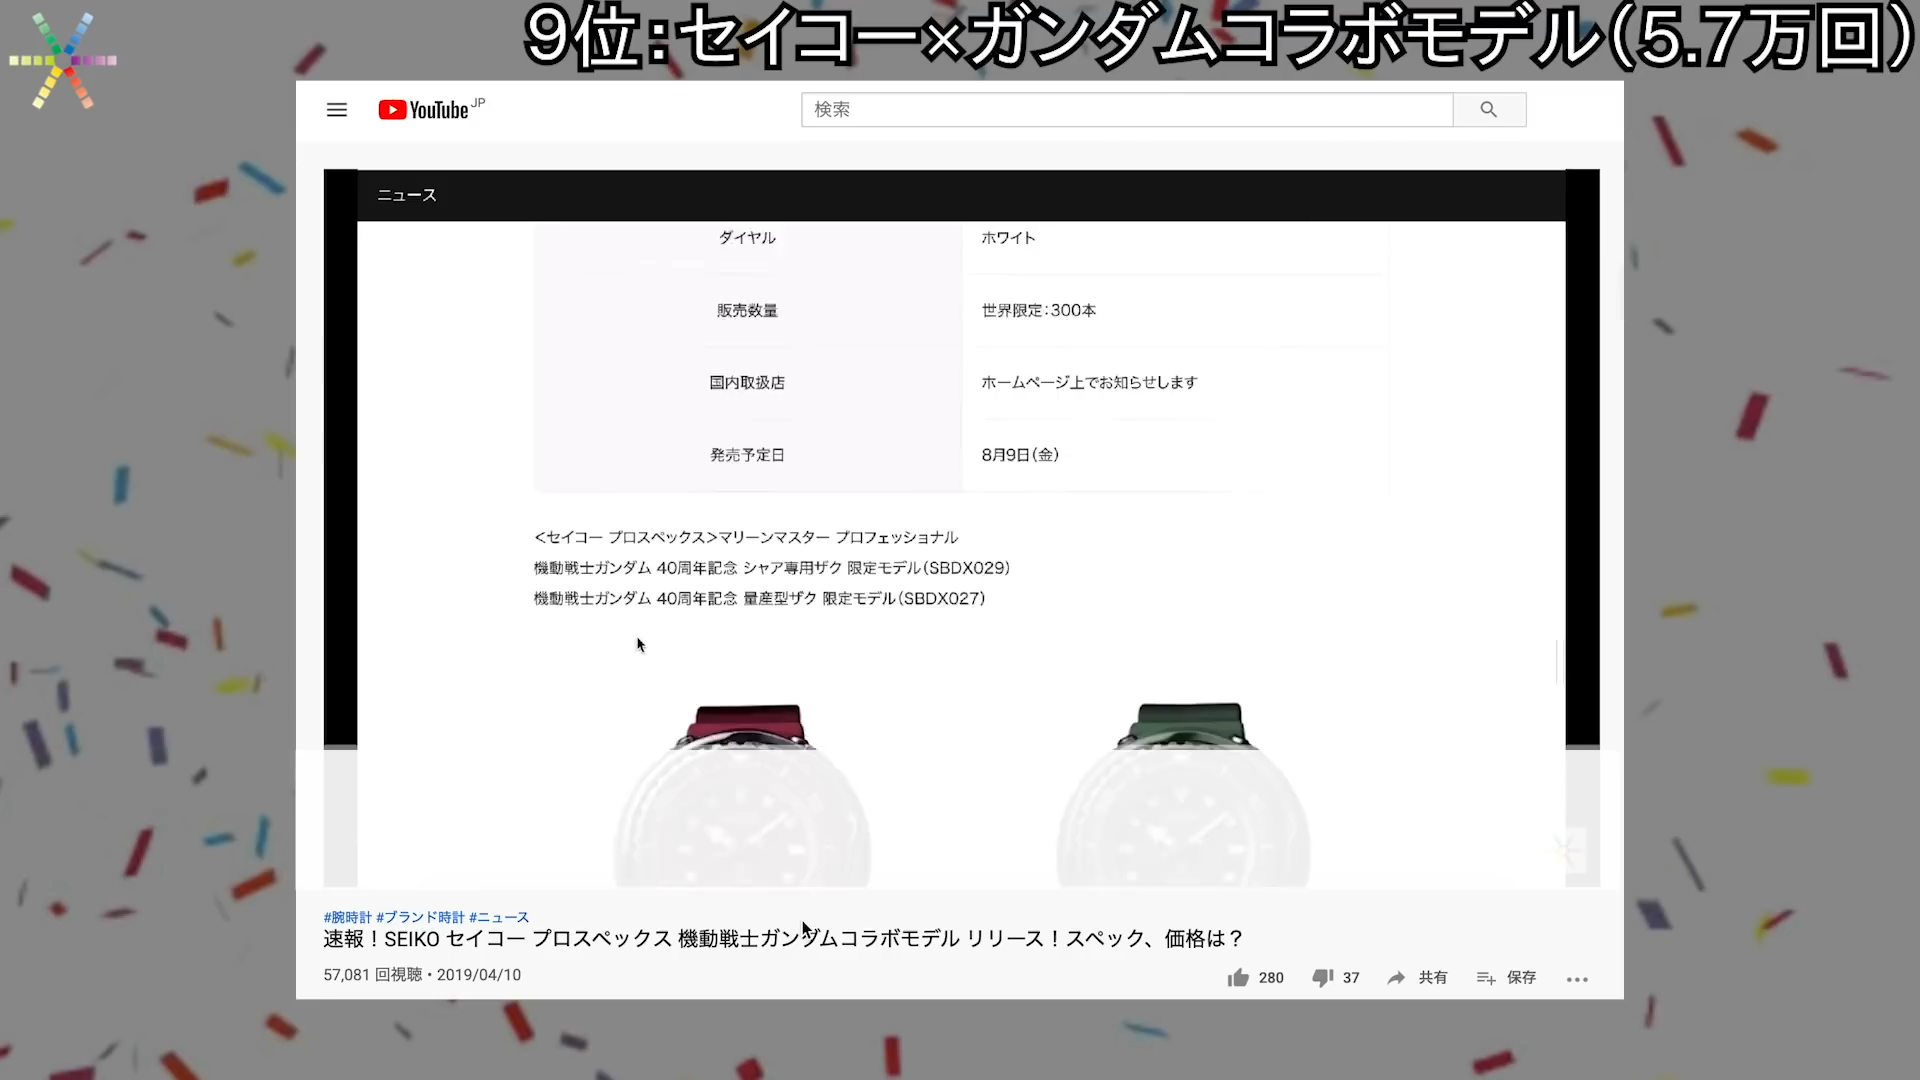 9位：セイコー×ガンダムコラボモデル（5.7万回）
YouTube JP
検索
ニュース
ダイヤル ホワイト
販売数量 世界限定：300本
国内取扱店 ホームページ上でお知らせします
発売予定日 8月9日（金）
<セイコー プロスペックス>マリーンマスター プロフェッショナル
機動戦士ガンダム 40周年記念 シャア専用ザク 限定モデル（SBDX029）
機動戦士ガンダム 40周年記念 量産型ザク 限定モデル（SBDX027）
#腕時計 #ブランド時計 #ニュース
速報！SEIKO セイコー プロスペックス 機動戦士ガンダムコラボモデル リリース！スペック、価格は？
57,081 回視聴・2019/04/10
280 37 共有 保存